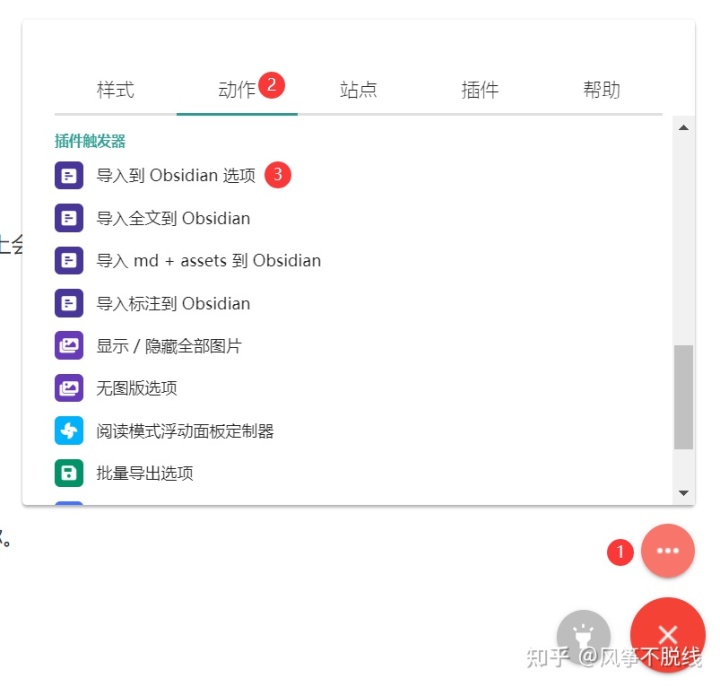 样式 动作 2 站点 插件 帮助
插件触发器
导入到 Obsidian 选项 3
上会
导入全文到 Obsidian
导入 md + assets 到 Obsidian
导入标注到 Obsidian
显示 / 隐藏全部图片
无图版选项
阅读模式浮动面板定制器
批量导出选项
1
知乎 @风筝不脱线